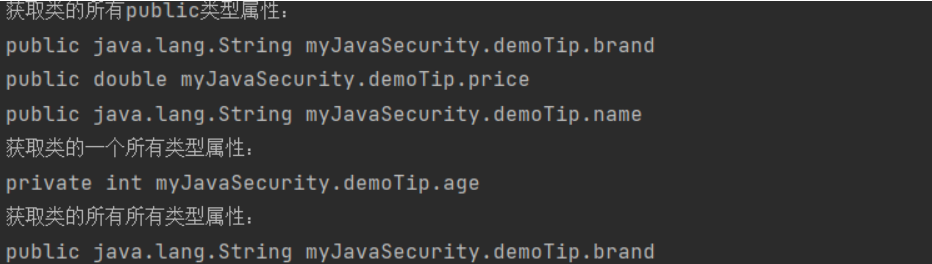 获取类的所有public类型属性：
public java.lang.String myJavaSecurity.demoTip.brand
public double myJavaSecurity.demoTip.price
public java.lang.String myJavaSecurity.demoTip.name
获取类的一个所有类型属性：
private int myJavaSecurity.demoTip.age
获取类的所有所有类型属性：
public java.lang.String myJavaSecurity.demoTip.brand